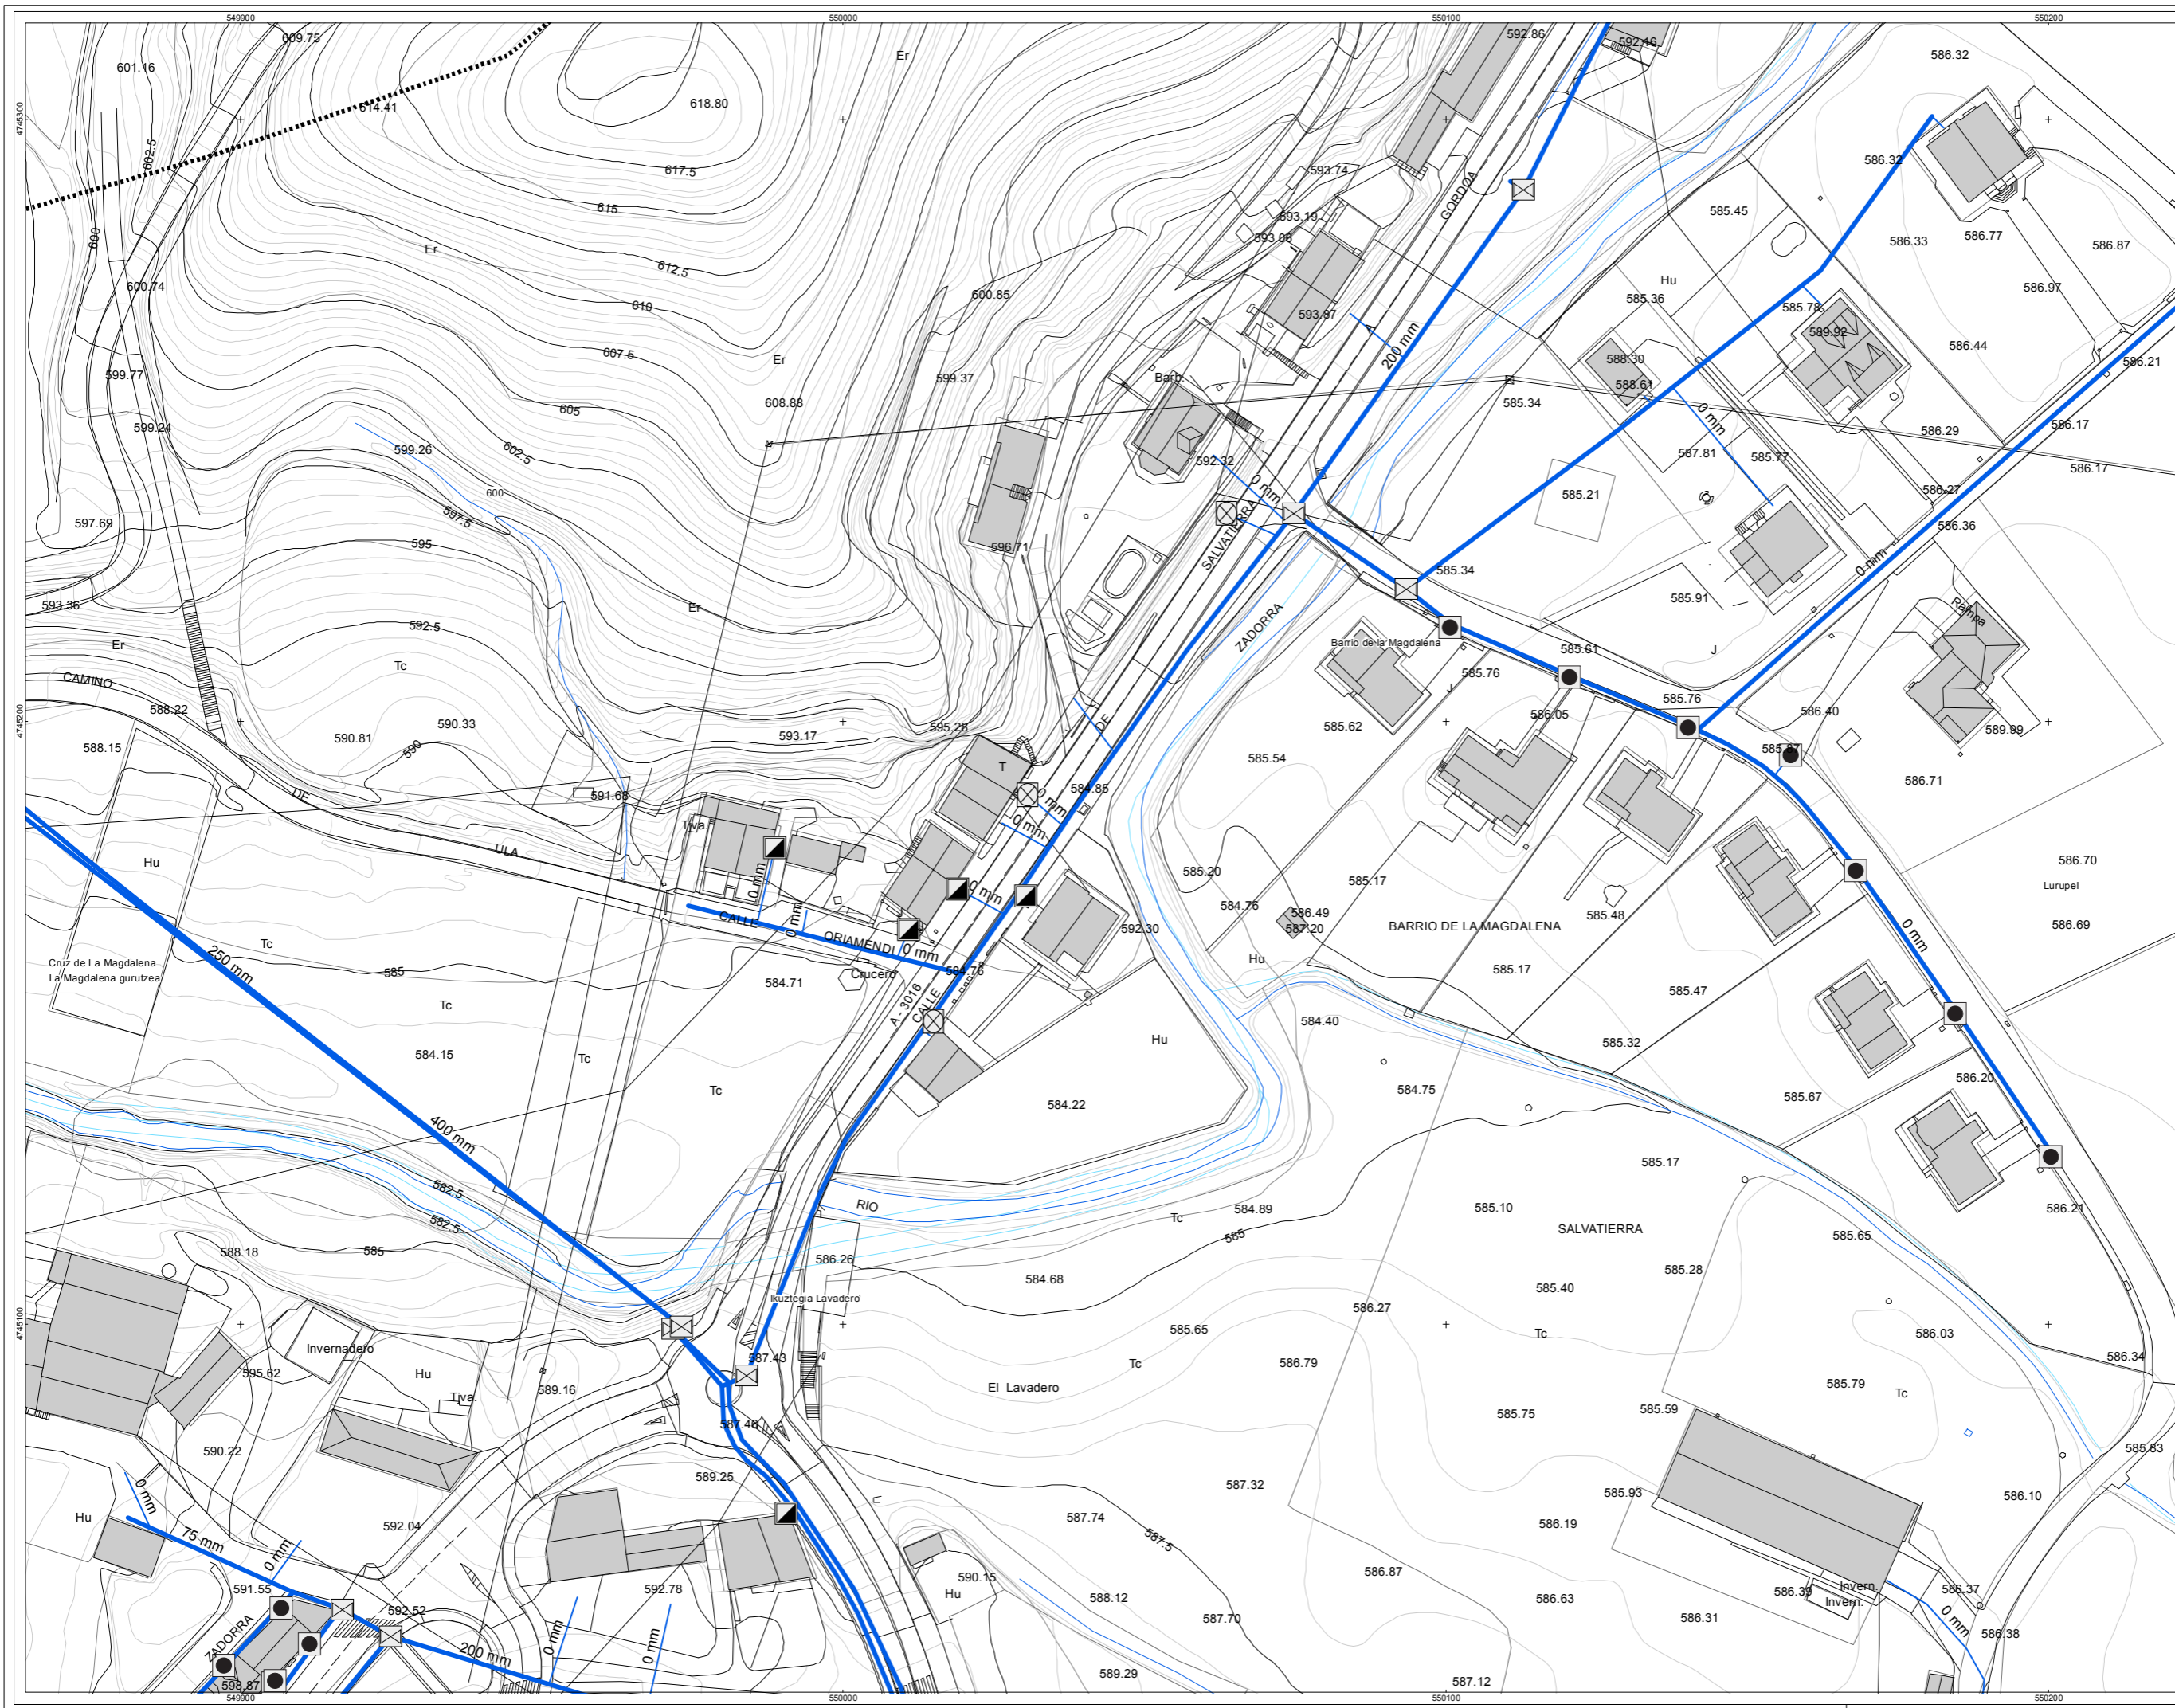 549900 550000 550100 550200
609.75
592.86
592.16
586.32
601.16
Er
614.41
618.80
4745300
602.5
617.5
593.74
586.32
615
GORDOA
593.19
585.45
600
593.06
586.33
586.77
586.87
Er
612.5
600.74
600.85
Hu
586.97
610
593.87
585.36
585.78
A
200 mm
589.92
607.5
Er
588.30
586.44
586.21
599.77
599.37
Barb.
588.61
605
608.88
585.34
0 mm
599.24
586.29
586.17
599.26
602.5
592.32
587.81
585.77
586.17
600
0 mm
585.21
586.27
597.69
597.5
SALVATIERRA
586.36
595
596.71
0 mm
585.34
593.36
Er
585.91
Rampa
592.5
ZADORRA
Er
Barrio de la Magdalena
585.61
J
Tc
585.76
CAMINO
J
585.76
588.22
590.33
DE
586.05
586.40
4745200
595.28
585.62
589.99
588.15
590.81
590
593.17
585.87
585.54
T
586.71
DE
591.68
584.85
0 mm
Tiva.
0 mm
ULA
Hu
585.20
586.70
585.17
0 mm
0 mm
Lurupel
584.76
586.49
585.48
CALLE
0 mm
587.20
BARRIO DE LA MAGDALENA
586.69
592.30
0 mm
Tc
ORIAMENDI
0 mm
250 mm
Cruz de La Magdalena
Hu
585
584.76
585.17
La Magdalena gurutzea
Crucero
584.71
585.47
Tc
A - 3016
CALLE
584.40
Hu
585.32
584.15
Tc
586.20
Tc
584.75
585.67
400 mm
584.22
585.17
582.5
RIO
584.89
585.10
586.21
582.5
Tc
SALVATIERRA
585.65
588.18
585
585
586.26
584.68
585.28
585.40
Ikuztegia Lavadero
586.27
4745100
585.65
Tc
586.03
Invernadero
587.43
586.79
Tc
586.34
595.62
Hu
589.16
El Lavadero
585.79
Tc
Tiva.
585.59
587.46
585.75
590.22
585.83
589.25
587.32
0 mm
585.93
586.10
Hu
587.74
75 mm
592.04
587.5
586.19
0 mm
590.15
586.87
591.55
592.78
Hu
586.39
Invern.
586.37
588.12
586.63
Invern.
592.52
587.70
586.31
0 mm
ZADORRA
586.38
200 mm
0 mm
0 mm
598.87
589.29
587.12
549900 550000 550100 550200